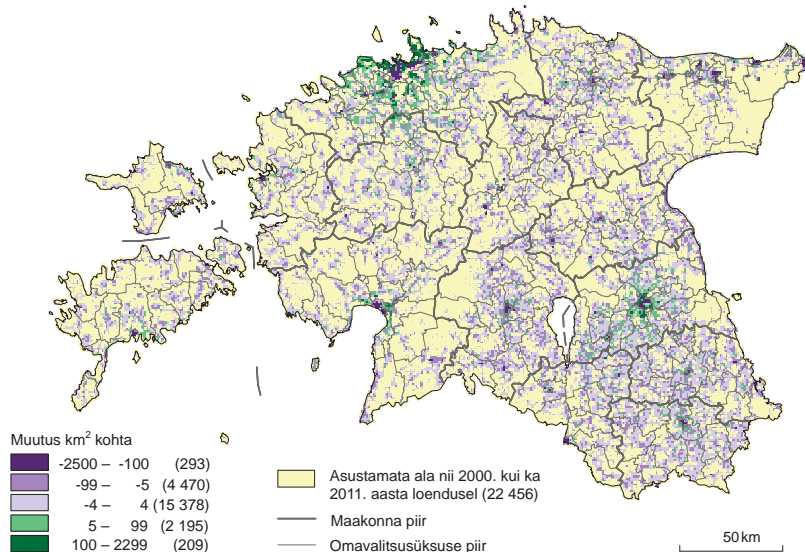 Muutus km² kohta
-2500 – -100 (293)
-99 – -5 (4 470)
-4 – 4 (15 378)
5 – 99 (2 195)
100 – 2299 (209)
Asustamata ala nii 2000. kui ka
2011. aasta loendusel (22 456)
Maakonna piir
Omavalitsusüksuse piir
50 km